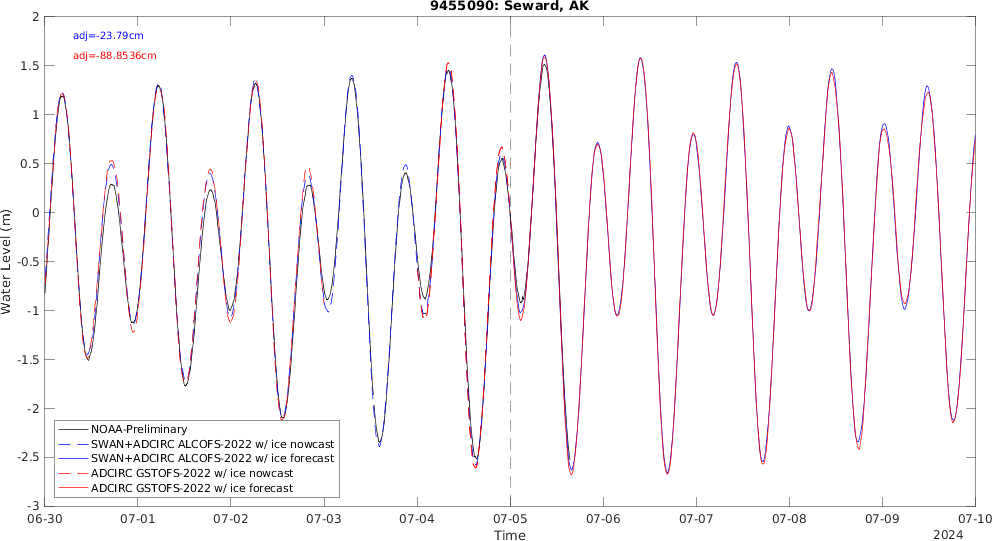 9455090: Seward, AK
adj=-23.79cm
adj=-88.8536cm
Water Level (m)
2
1.5
1
0.5
0
-0.5
-1
-1.5
-2
-2.5
-3
NOAA-Preliminary
SWAN+ADCIRC ALCOFS-2022 w/ ice nowcast
SWAN+ADCIRC ALCOFS-2022 w/ ice forecast
ADCIRC GSTOFS-2022 w/ ice nowcast
ADCIRC GSTOFS-2022 w/ ice forecast
06-30 07-01 07-02 07-03 07-04 07-05 07-06 07-07 07-08 07-09 07-10
Time
2024